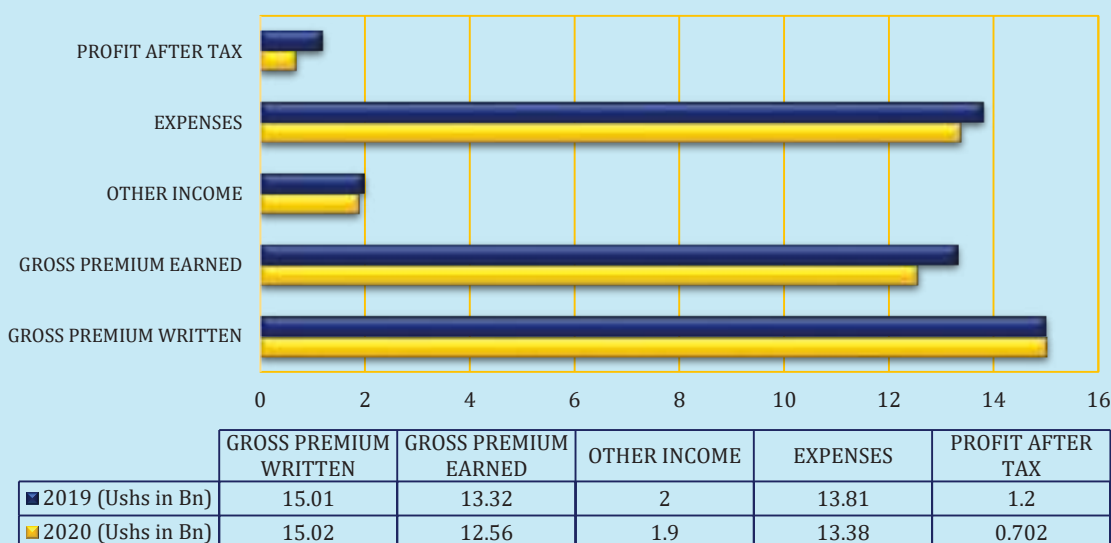 PROFIT AFTER TAX
EXPENSES
OTHER INCOME
GROSS PREMIUM EARNED
GROSS PREMIUM WRITTEN
0 2 4 6 8 10 12 14 16
GROSS PREMIUM WRITTEN GROSS PREMIUM EARNED OTHER INCOME EXPENSES PROFIT AFTER TAX
2019 (Ushs in Bn) 15.01 13.32 2 13.81 1.2
2020 (Ushs in Bn) 15.02 12.56 1.9 13.38 0.702